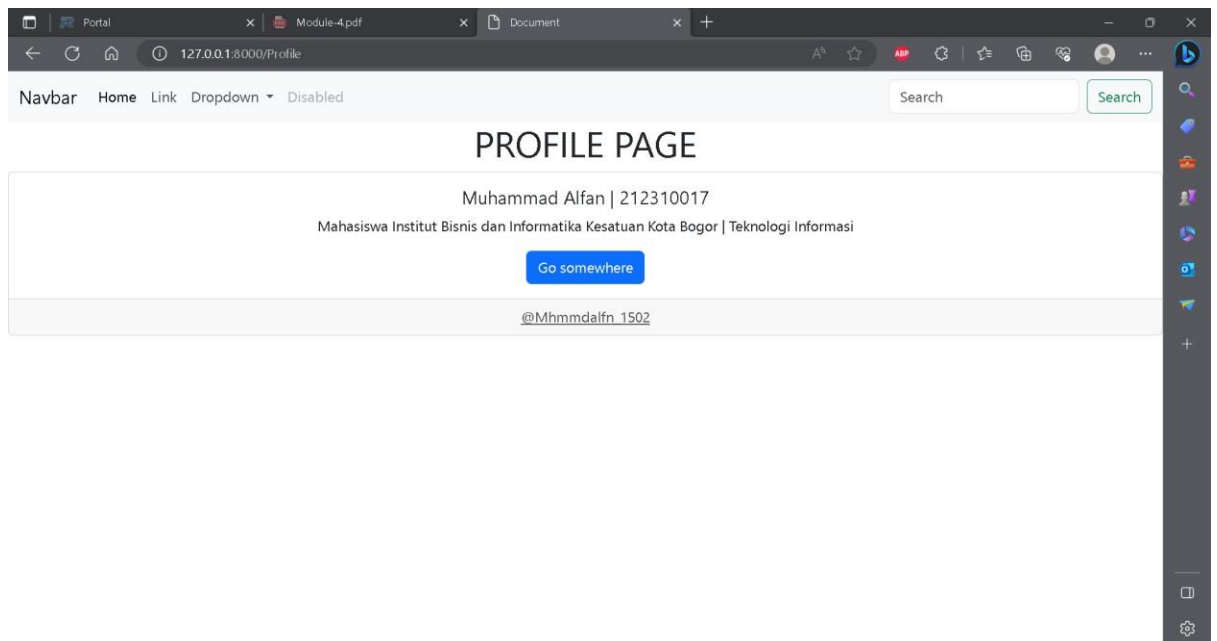 Portal
Module-4.pdf
Document
127.0.0.1:8000/Profile
ABP
Navbar Home Link Dropdown Disabled Search Search
PROFILE PAGE
Muhammad Alfan | 212310017
Mahasiswa Institut Bisnis dan Informatika Kesatuan Kota Bogor | Teknologi Informasi
Go somewhere
@Mhmmdalfn_1502